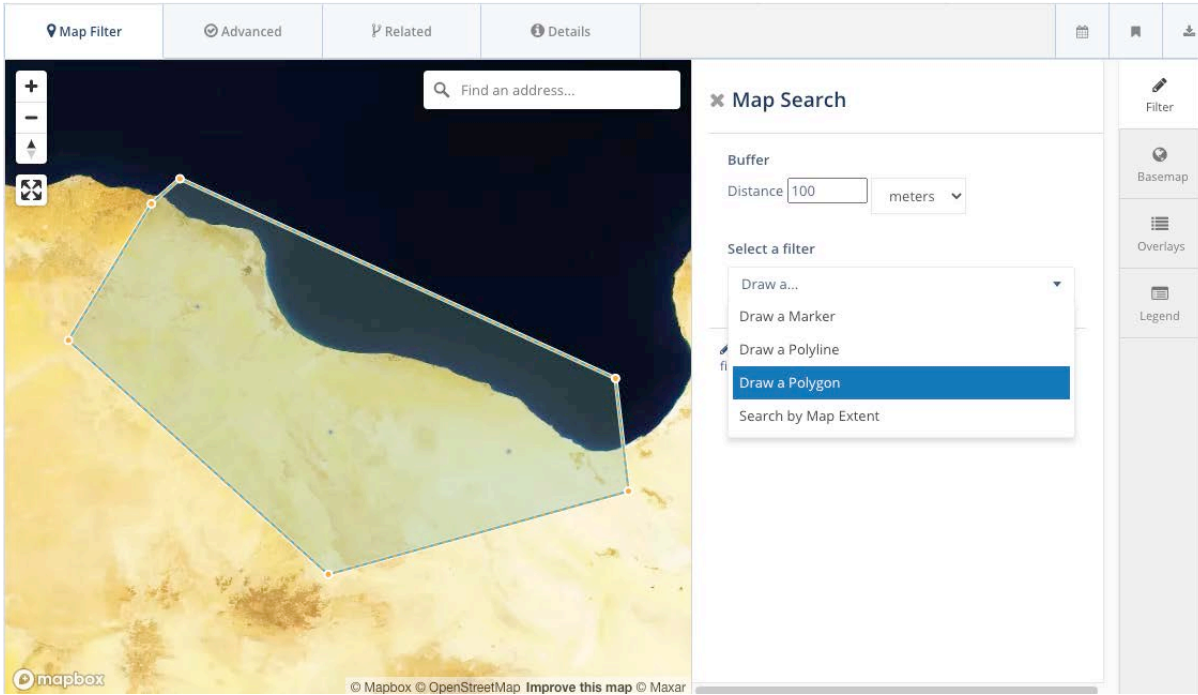 Map Filter
Advanced
Related
Details
Find an address...
Map Search
Filter
Buffer
Distance 100 meters
Basemap
Select a filter
Overlays
Draw a...
Draw a Marker
Legend
Draw a Polyline
fi
Draw a Polygon
Search by Map Extent
mapbox
© Mapbox © OpenStreetMap Improve this map © Maxar